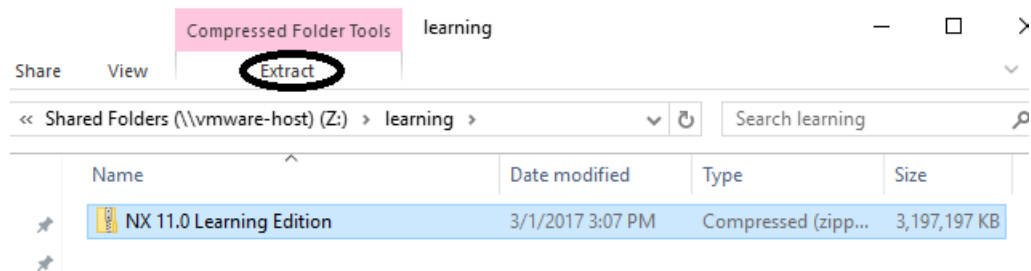 Compressed Folder Tools learning
Share View Extract
« Shared Folders (\\vmware-host) (Z:) > learning > Search learning
Name Date modified Type Size
NX 11.0 Learning Edition 3/1/2017 3:07 PM Compressed (zipp... 3,197,197 KB